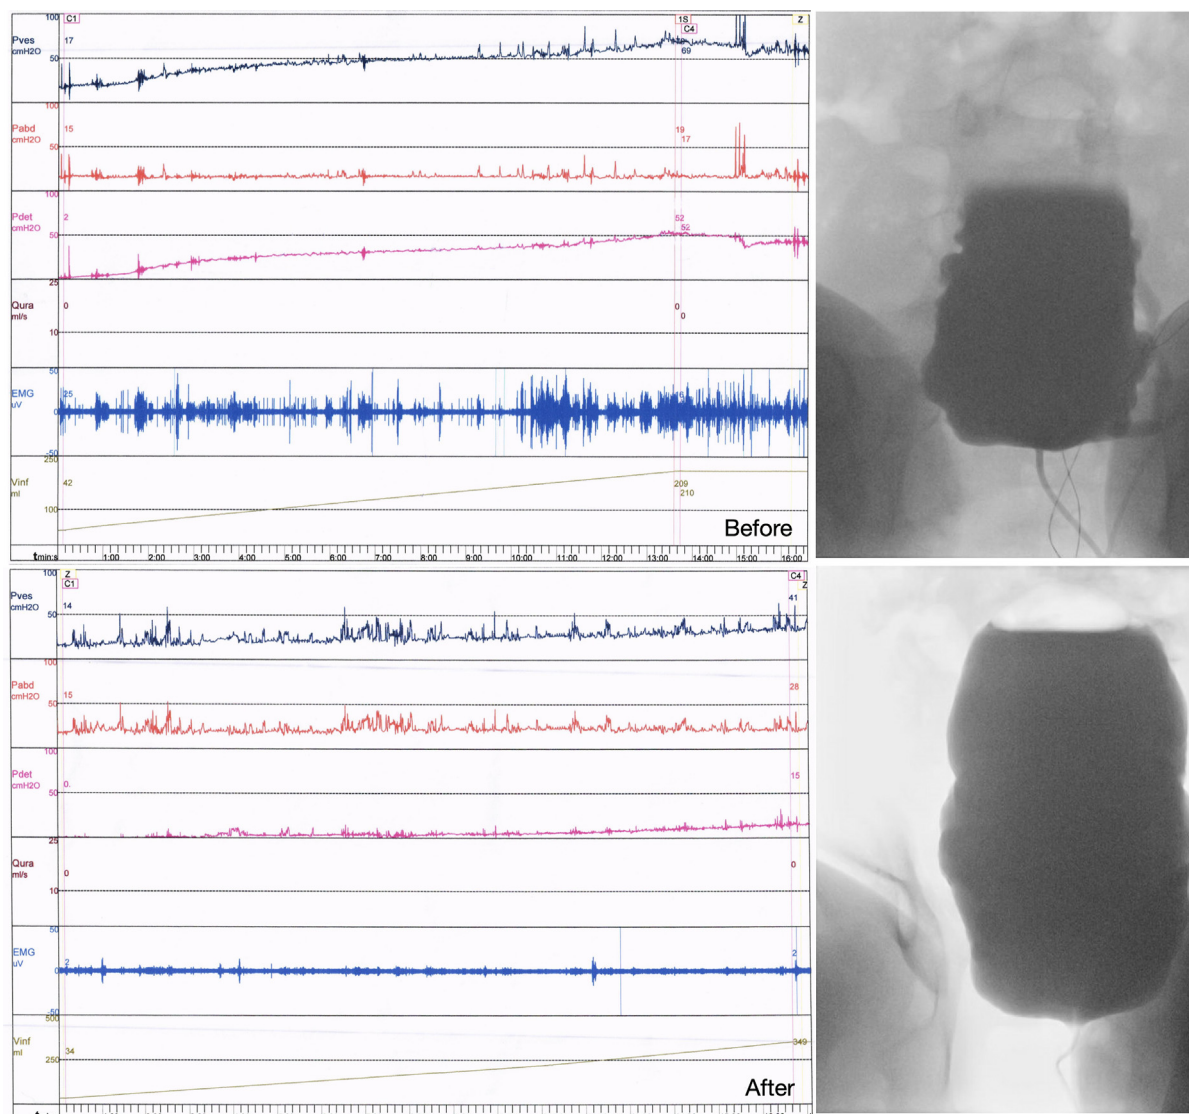 100 C1 1S Z
Pves 17 C4
cmH2O 69
50
100
Pabd 15 19
cmH2O 17
50
100
Pdet 2 52
cmH2O 52
50
25
Qura 0 0
ml/s 0
10
50
EMG 25
uV
0
-50
250
Vinf 42 209
ml 210
100
Before
tmin:s 1:00 2:00 3:00 4:00 5:00 6:00 7:00 8:00 9:00 10:00 11:00 12:00 13:00 14:00 15:00 16:00
100 Z C4
C1 Z
Pves 14 41
cmH2O
50
100
Pabd 15 28
cmH2O
50
100
Pdet 0. 15
cmH2O
50
25
Qura 0 0
ml/s
10
50
EMG 2 2
uV 0
-50
500
Vinf 34 349
ml
250
After